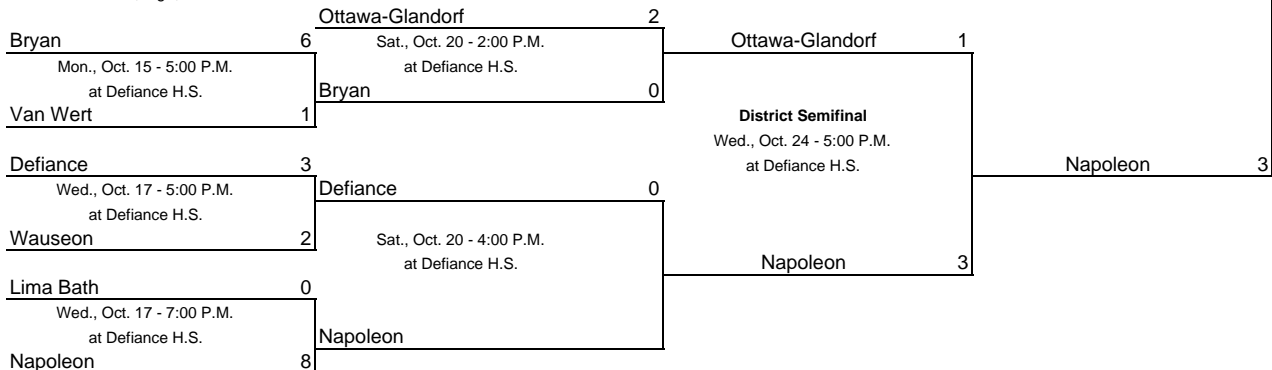 Ottawa-Glandorf 2
Bryan 6
Sat., Oct. 20 - 2:00 P.M.
Ottawa-Glandorf 1
Mon., Oct. 15 - 5:00 P.M.
at Defiance H.S.
at Defiance H.S.
Bryan 0
Van Wert 1
District Semifinal
Wed., Oct. 24 - 5:00 P.M.
Defiance 3
at Defiance H.S.
Napoleon 3
Wed., Oct. 17 - 5:00 P.M.
Defiance 0
at Defiance H.S.
Wauseon 2
Sat., Oct. 20 - 4:00 P.M.
at Defiance H.S.
Napoleon 3
Lima Bath 0
Wed., Oct. 17 - 7:00 P.M.
at Defiance H.S.
Napoleon
Napoleon 8